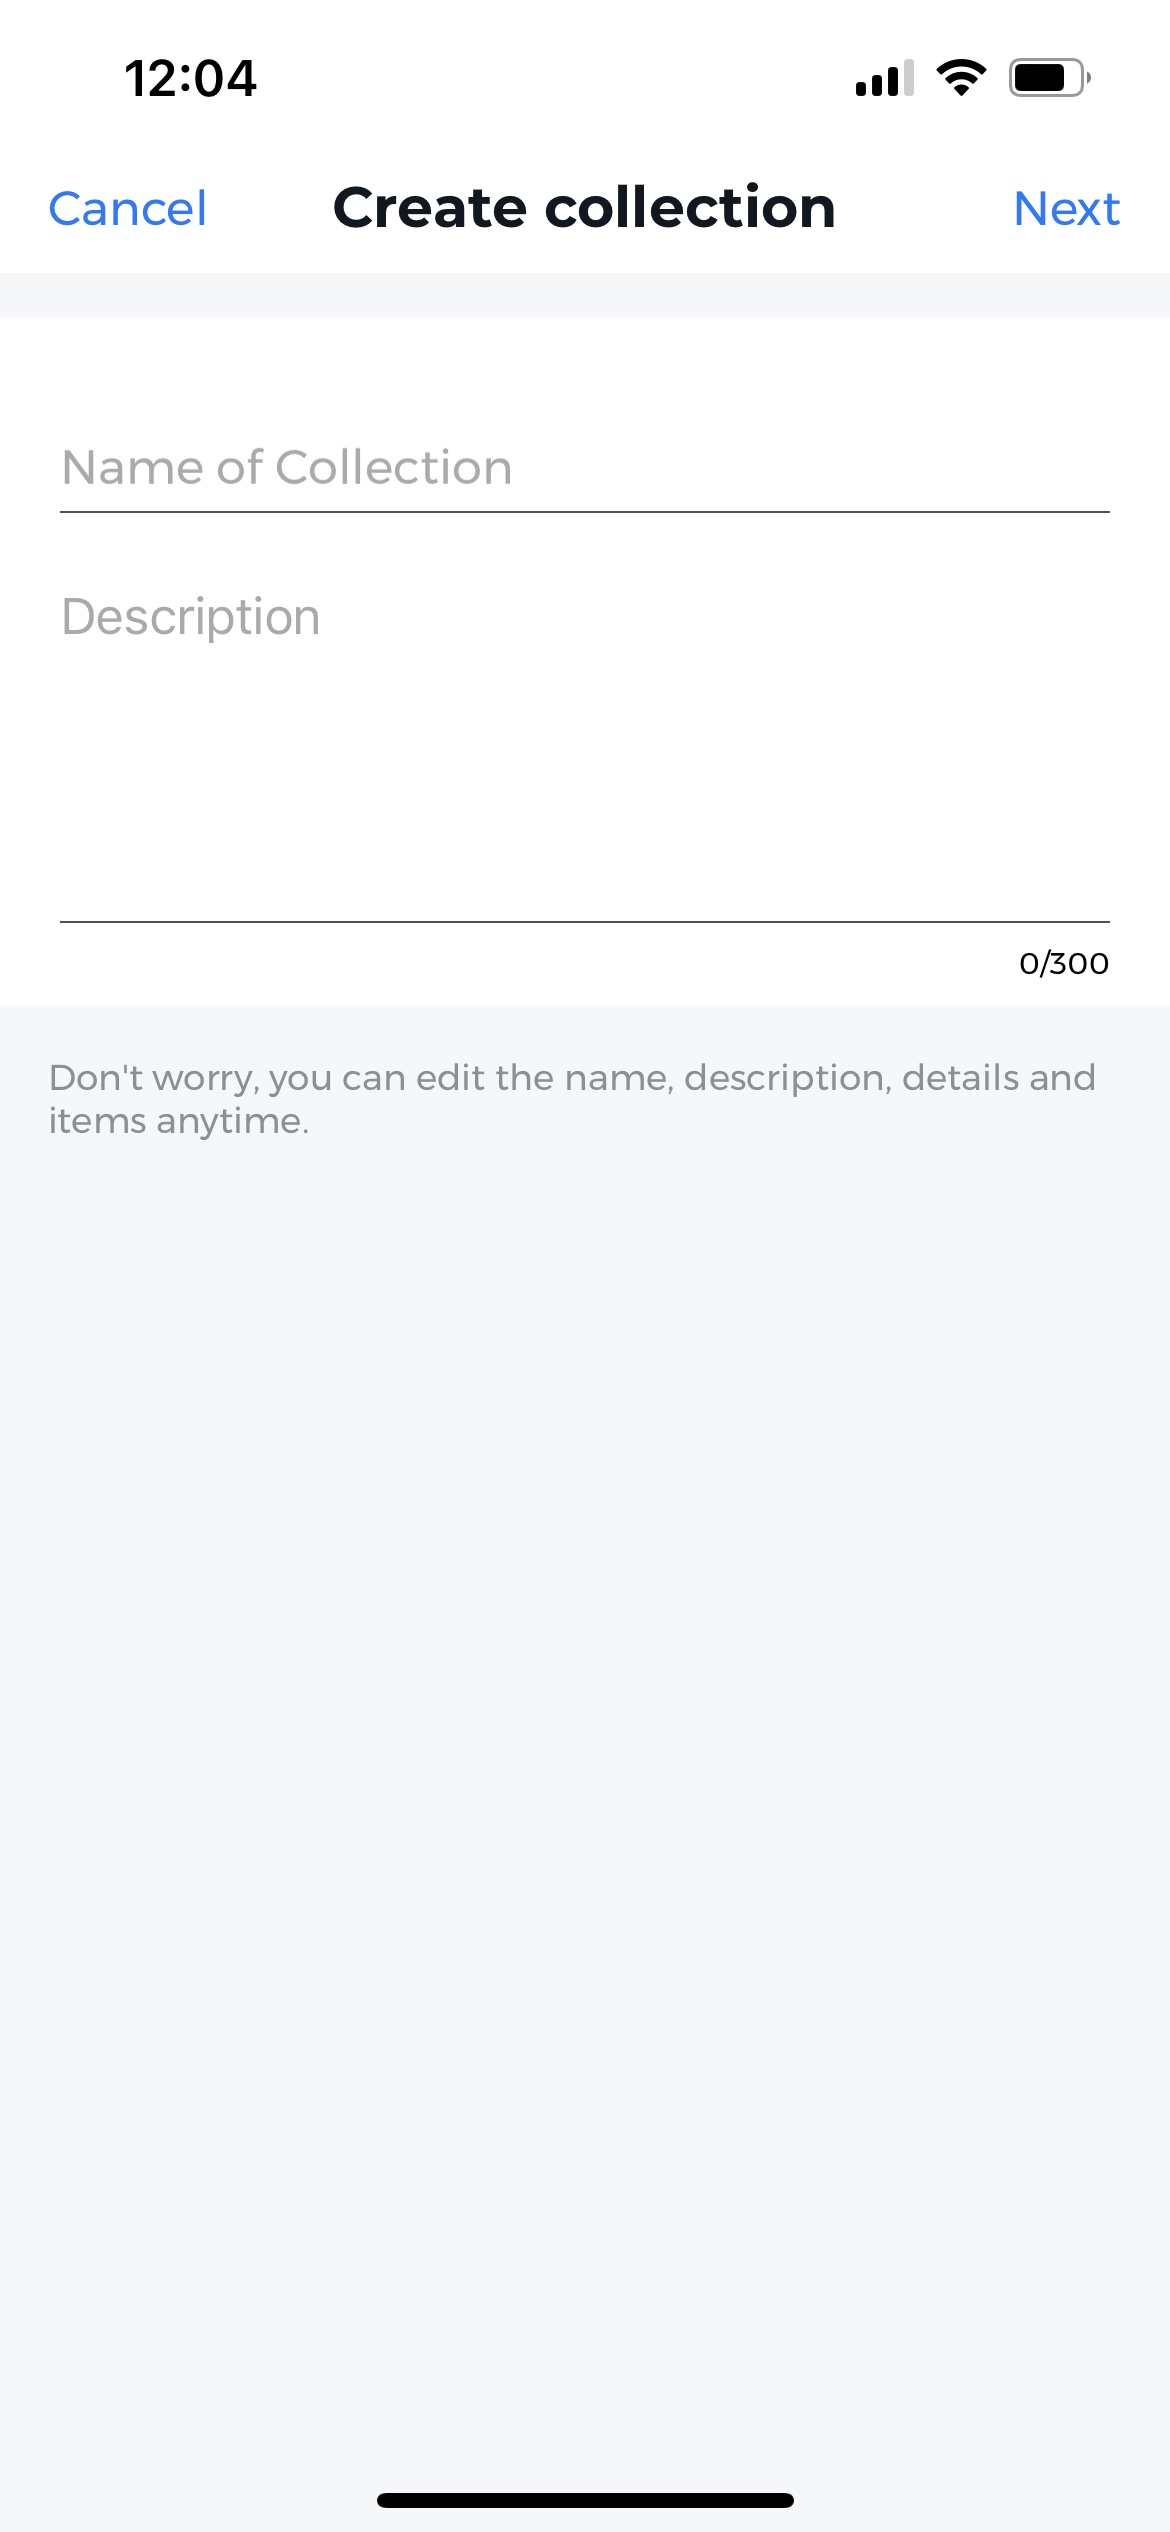 12:04
Cancel
Create collection
Next
Name of Collection
Description
0/300
Don't worry, you can edit the name, description, details and
items anytime.